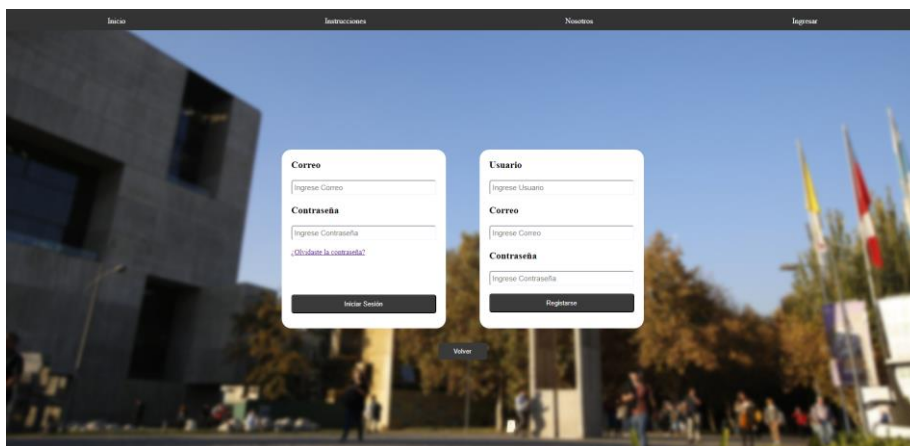 Inicio
Instrucciones
Nosotros
Ingresar
Correo
Ingrese Correo
Contraseña
Ingrese Contraseña
¿Olvidaste la contraseña?
Iniciar Sesión
Usuario
Ingrese Usuario
Correo
Ingrese Correo
Contraseña
Ingrese Contraseña
Registarse
Volver